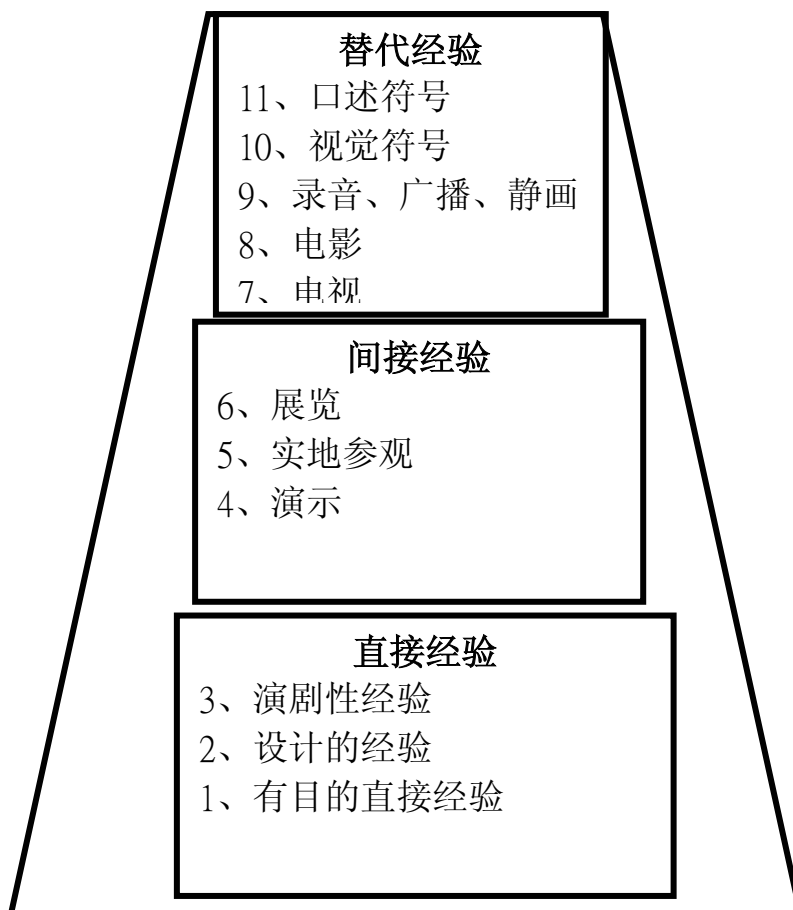 替代经验
11、口述符号
10、视觉符号
9、录音、广播、静画
8、电影
7、电视
间接经验
6、展览
5、实地参观
4、演示
直接经验
3、演剧性经验
2、设计的经验
1、有目的直接经验